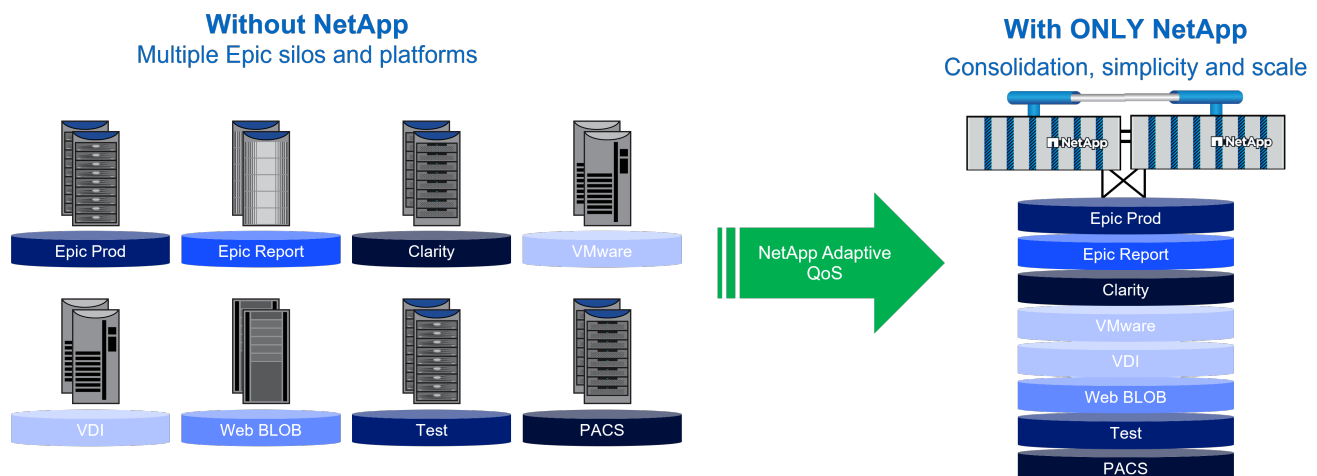 Without NetApp
Multiple Epic silos and platforms
Epic Prod
Epic Report
Clarity
VMware
VDI
Web BLOB
Test
PACS
NetApp Adaptive
QoS
With ONLY NetApp
Consolidation, simplicity and scale
NetApp
NetApp
Epic Prod
Epic Report
Clarity
VMware
VDI
Web BLOB
Test
PACS